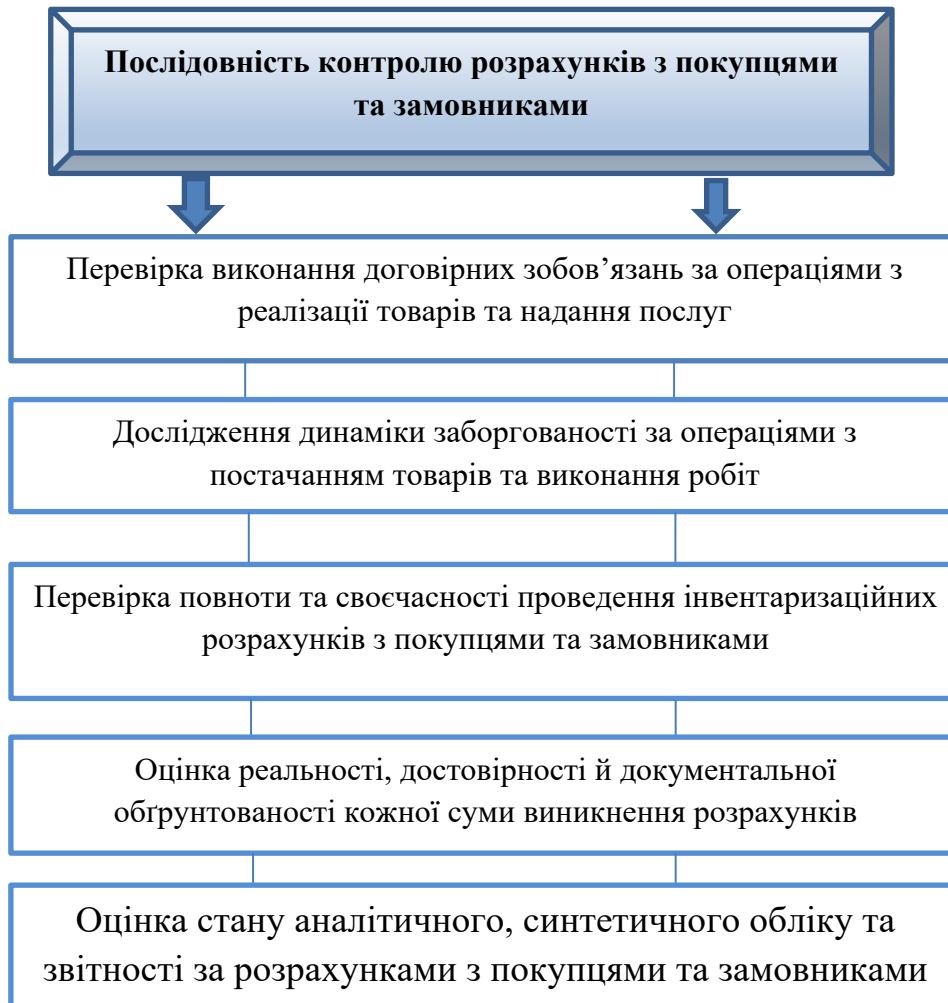 Послідовність контролю розрахунків з покупцями
та замовниками
Перевірка виконання договірних зобов’язань за операціями з
реалізації товарів та надання послуг
Дослідження динаміки заборгованості за операціями з
постачанням товарів та виконання робіт
Перевірка повноти та своєчасності проведення інвентаризаційних
розрахунків з покупцями та замовниками
Оцінка реальності, достовірності й документальної
обґрунтованості кожної суми виникнення розрахунків
Оцінка стану аналітичного, синтетичного обліку та
звітності за розрахунками з покупцями та замовниками